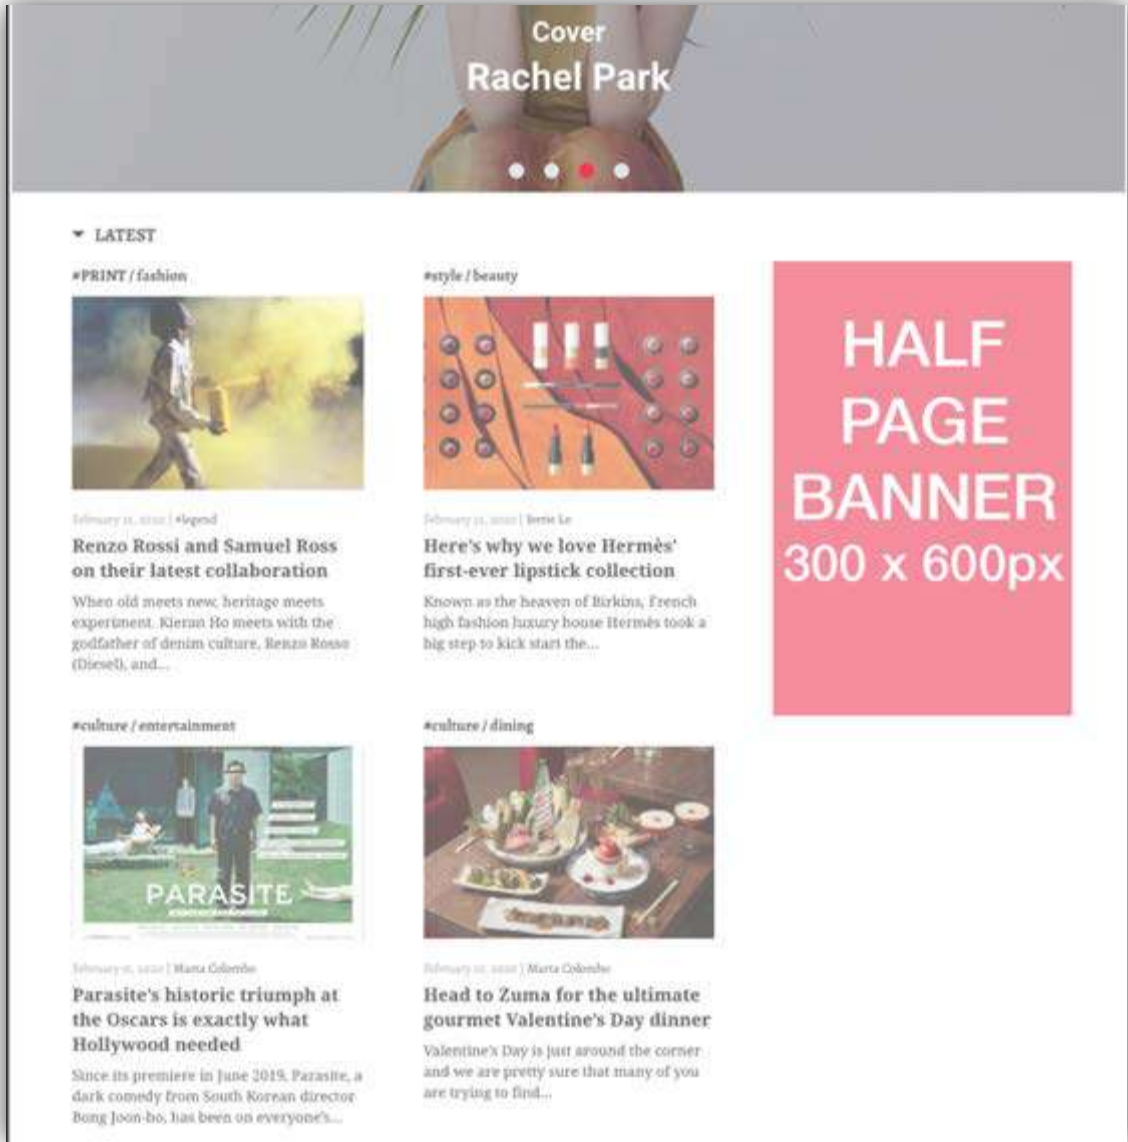 Cover
Rachel Park
LATEST
#PRINT / fashion
February 12, 2020 | #legend
Renzo Rossi and Samuel Ross
on their latest collaboration
When old meets new, heritage meets
experiment. Kieran Ho meets with the
godfather of denim culture, Renzo Rosso
(Diesel), and...
#style / beauty
Here's why we love Hermès'
first-ever lipstick collection
Known as the heaven of Birkins, French
high fashion luxury house Hermès took a
big step to kick start the...
HALF
PAGE
BANNER
300 x 600px
#culture / entertainment
PARASITE
Marta Colombo
Parasite's historic triumph at
the Oscars is exactly what
Hollywood needed
Since its premiere in June 2019, Parasite, a
dark comedy from South Korean director
Bong Joon-ho, has been on everyone's...
#culture / dining
Marta Colombo
Head to Zuma for the ultimate
gourmet Valentine's Day dinner
Valentine's Day is just around the corner
and we are pretty sure that many of you
are trying to find...